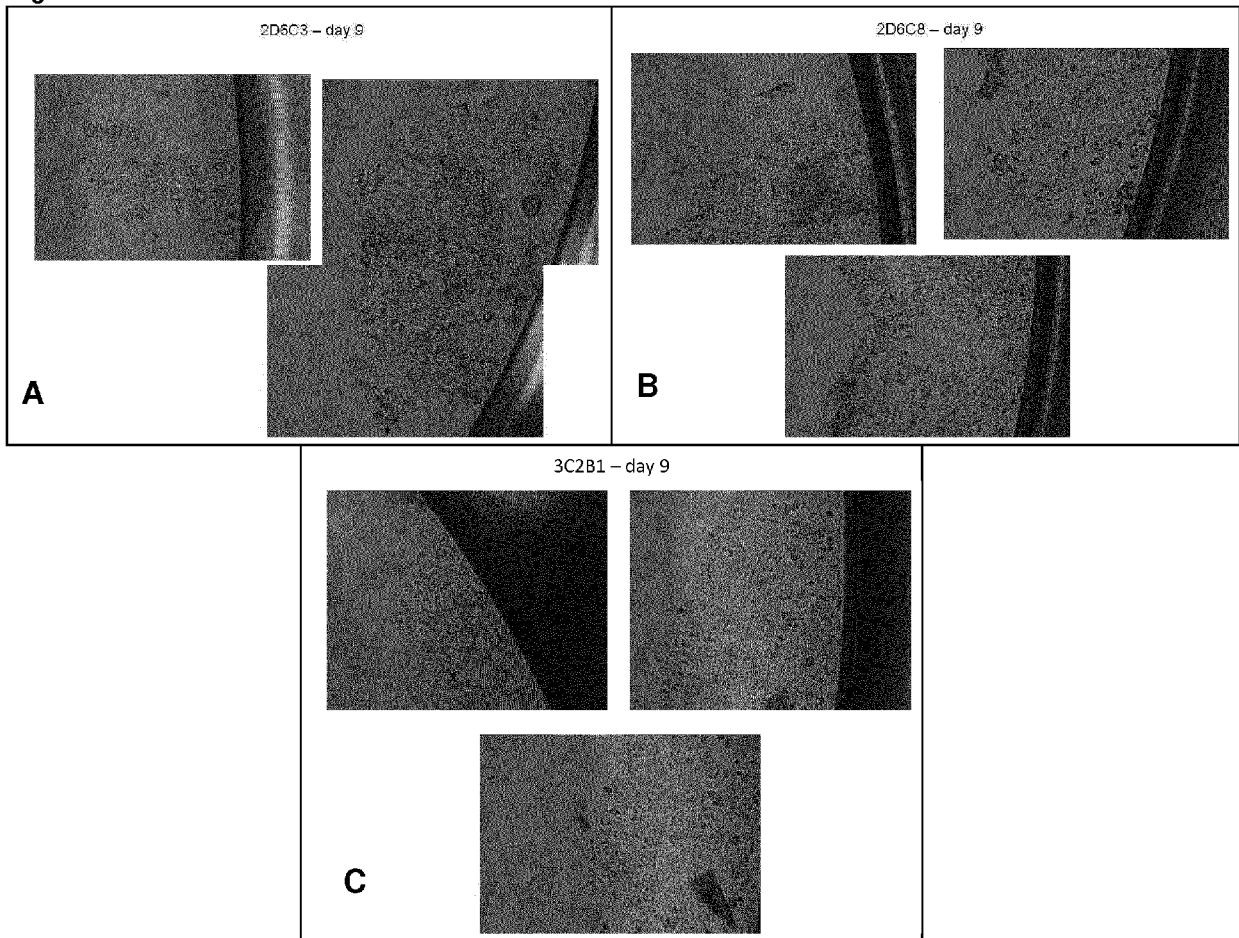 2D6C3 – day 9
2D6C8 – day 9
A
B
3C2B1 – day 9
C